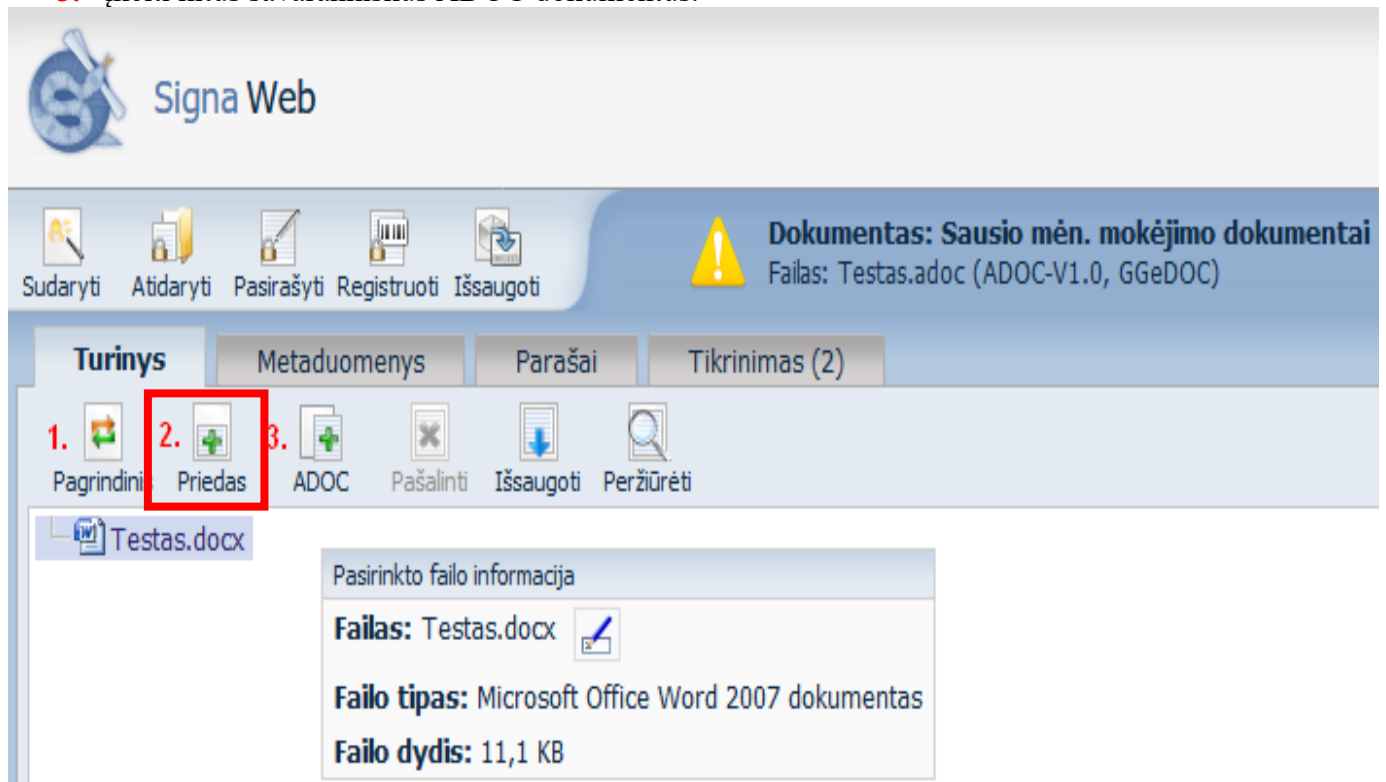 Signa Web
Sudaryti Atidaryti Pasirašyti Registruoti Išsaugoti
Dokumentas: Sausio mėn. mokėjimo dokumentai
Failas: Testas.adoc (ADOC-V1.0, GGeDOC)
Turinys Metaduomenys Parašai Tikrinimas (2)
1. 2. 3.
Pagrindinis Priedas ADOC Pašalinti Išsaugoti Peržiūrėti
Testas.docx
Pasirinkto failo informacija
Failas: Testas.docx
Failo tipas: Microsoft Office Word 2007 dokumentas
Failo dydis: 11,1 KB